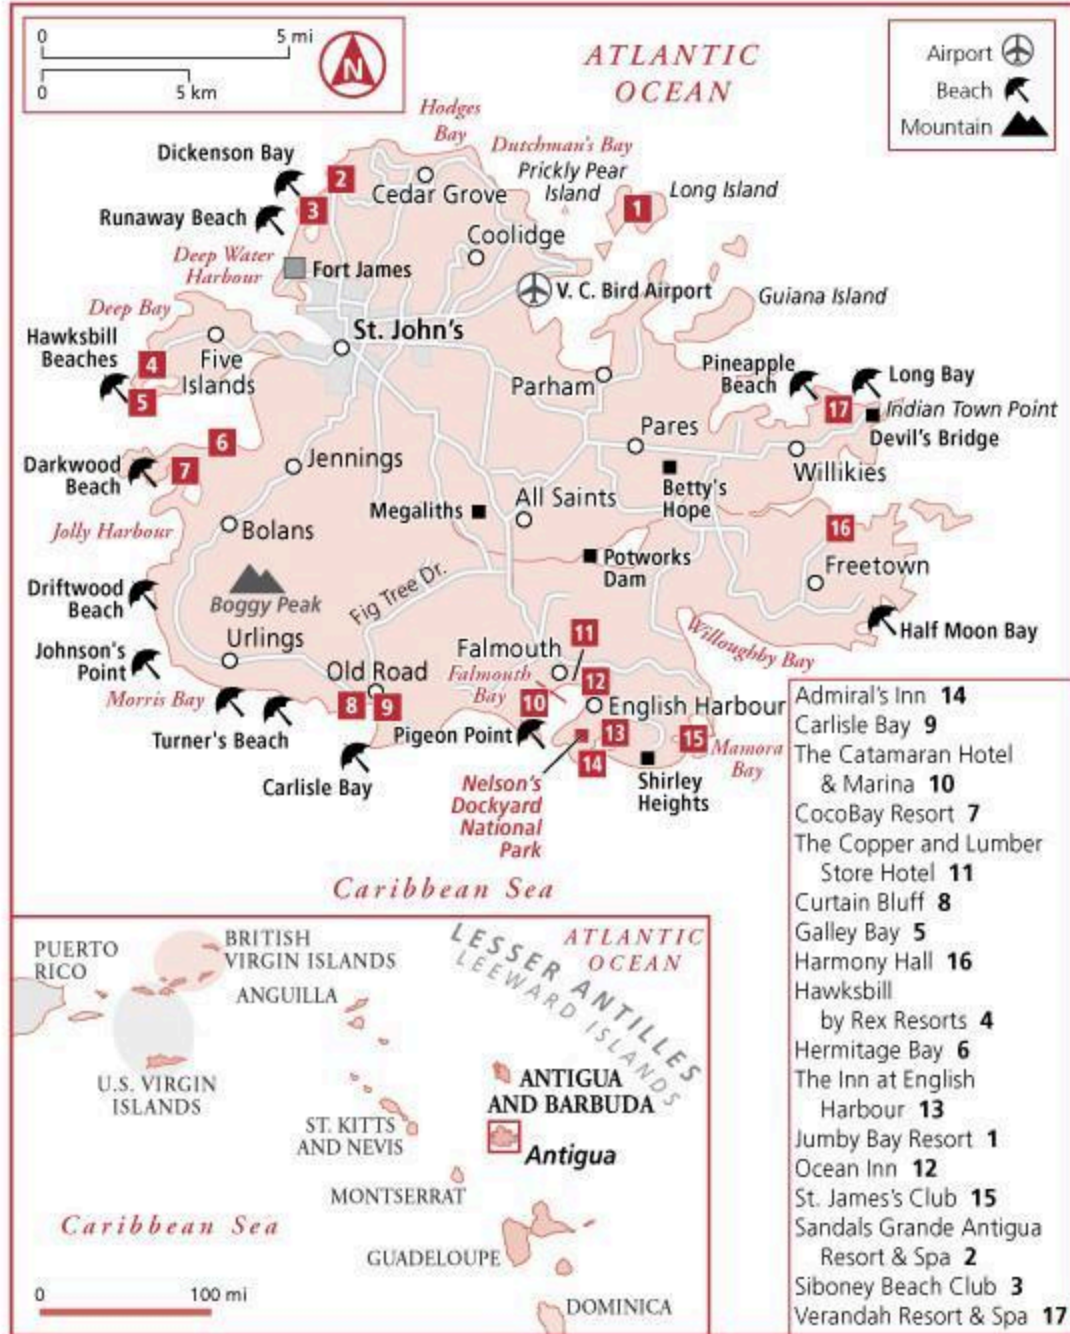 0 5 mi
0 5 km
N
ATLANTIC
OCEAN
Airport
Beach
Mountain
Hodges
Bay
Dutchman's Bay
Prickly Pear
Island
Long Island
Dickenson Bay
2
Cedar Grove
1
Runaway Beach
3
Coolidge
Deep Water
Harbour
Fort James
V. C. Bird Airport
Guiana Island
Deep Bay
St. John's
Hawksbill
Beaches
4
Five
Islands
5
Parham
Pineapple
Beach
Long Bay
17
Indian Town Point
Devil's Bridge
6
Pares
Darkwood
Beach
7
Jennings
Willikies
Betty's
Hope
All Saints
Megaliths
Jolly Harbour
Bolans
16
Potworks
Dam
Freetown
Driftwood
Beach
Boggy Peak
Fig Tree Dr.
Urlings
11
Falmouth
Willoughby Bay
Half Moon Bay
Johnson's
Point
Old Road
Falmouth
Bay
12
Morris Bay
8
9
10
English Harbour
Turner's Beach
Pigeon Point
13
15
Mamora
Bay
14
Carlisle Bay
Shirley
Heights
Nelson's
Dockyard
National
Park
Caribbean Sea
Admiral's Inn 14
Carlisle Bay 9
The Catamaran Hotel
& Marina 10
CocoBay Resort 7
The Copper and Lumber
Store Hotel 11
Curtain Bluff 8
Galley Bay 5
Harmony Hall 16
Hawksbill
by Rex Resorts 4
Hermitage Bay 6
The Inn at English
Harbour 13
Jumby Bay Resort 1
Ocean Inn 12
St. James's Club 15
Sandals Grande Antigua
Resort & Spa 2
Siboney Beach Club 3
Verandah Resort & Spa 17
PUERTO
RICO
BRITISH
VIRGIN ISLANDS
ANGUILLA
LESSER ANTILLES
LEEWARD ISLANDS
ATLANTIC
OCEAN
U.S. VIRGIN
ISLANDS
ST. KITTS
AND NEVIS
ANTIGUA
AND BARBUDA
Antigua
MONTSERRAT
Caribbean Sea
GUADELOUPE
0 100 mi
DOMINICA